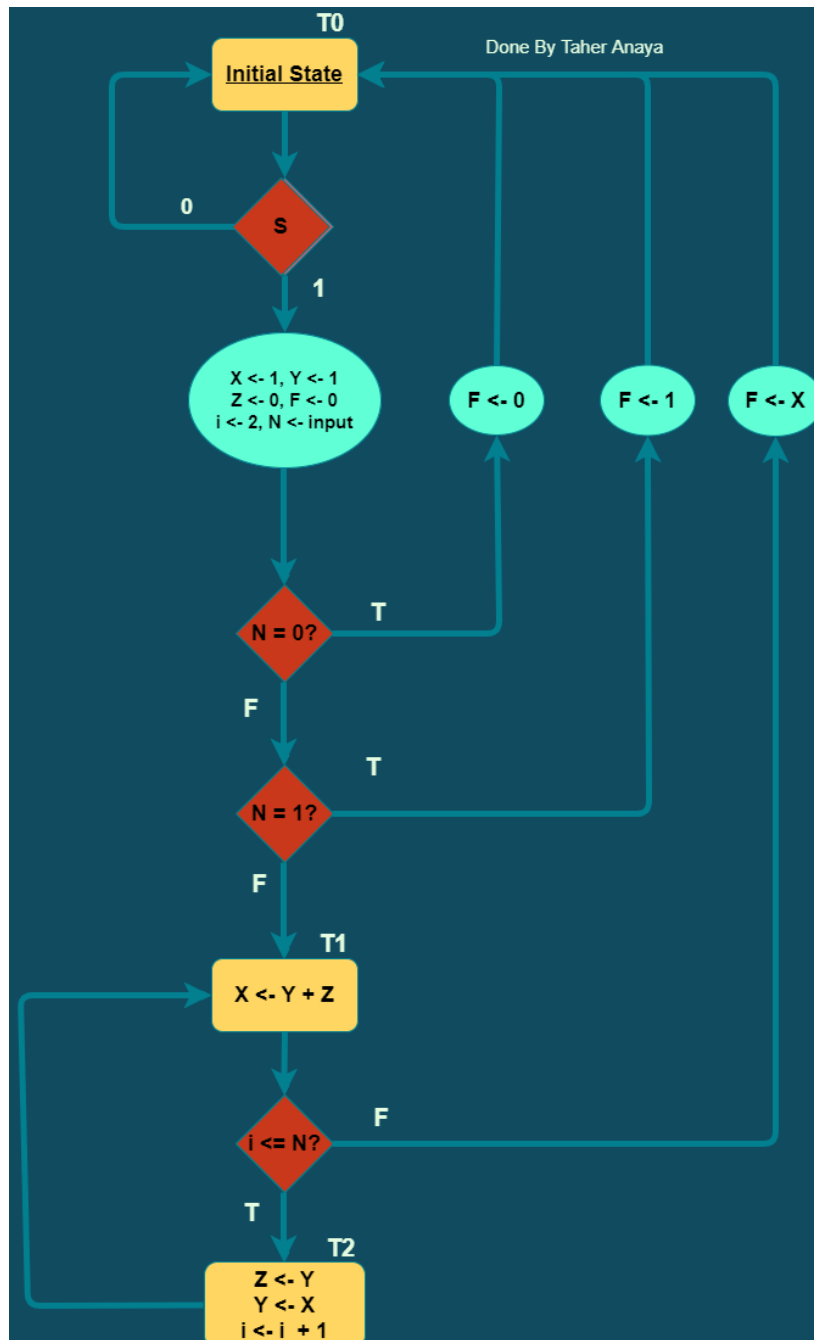 T0
Done By Taher Anaya
Initial State
0
S
1
X <- 1, Y <- 1
Z <- 0, F <- 0
i <- 2, N <- input
F <- 0
F <- 1
F <- X
N = 0?
T
F
N = 1?
T
F
T1
X <- Y + Z
i <= N?
F
T
T2
Z <- Y
Y <- X
i <- i + 1